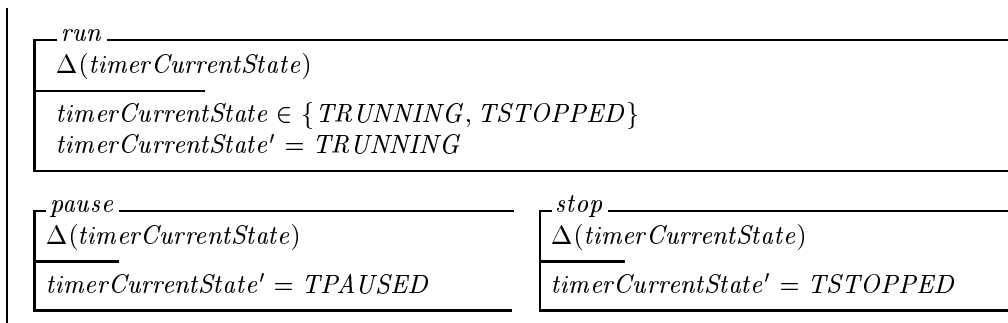 run
Δ(timerCurrentState)
timerCurrentState ∈ {TRUNNING, TSTOPPED}
timerCurrentState′ = TRUNNING
pause
Δ(timerCurrentState)
timerCurrentState′ = TPAUSED
stop
Δ(timerCurrentState)
timerCurrentState′ = TSTOPPED